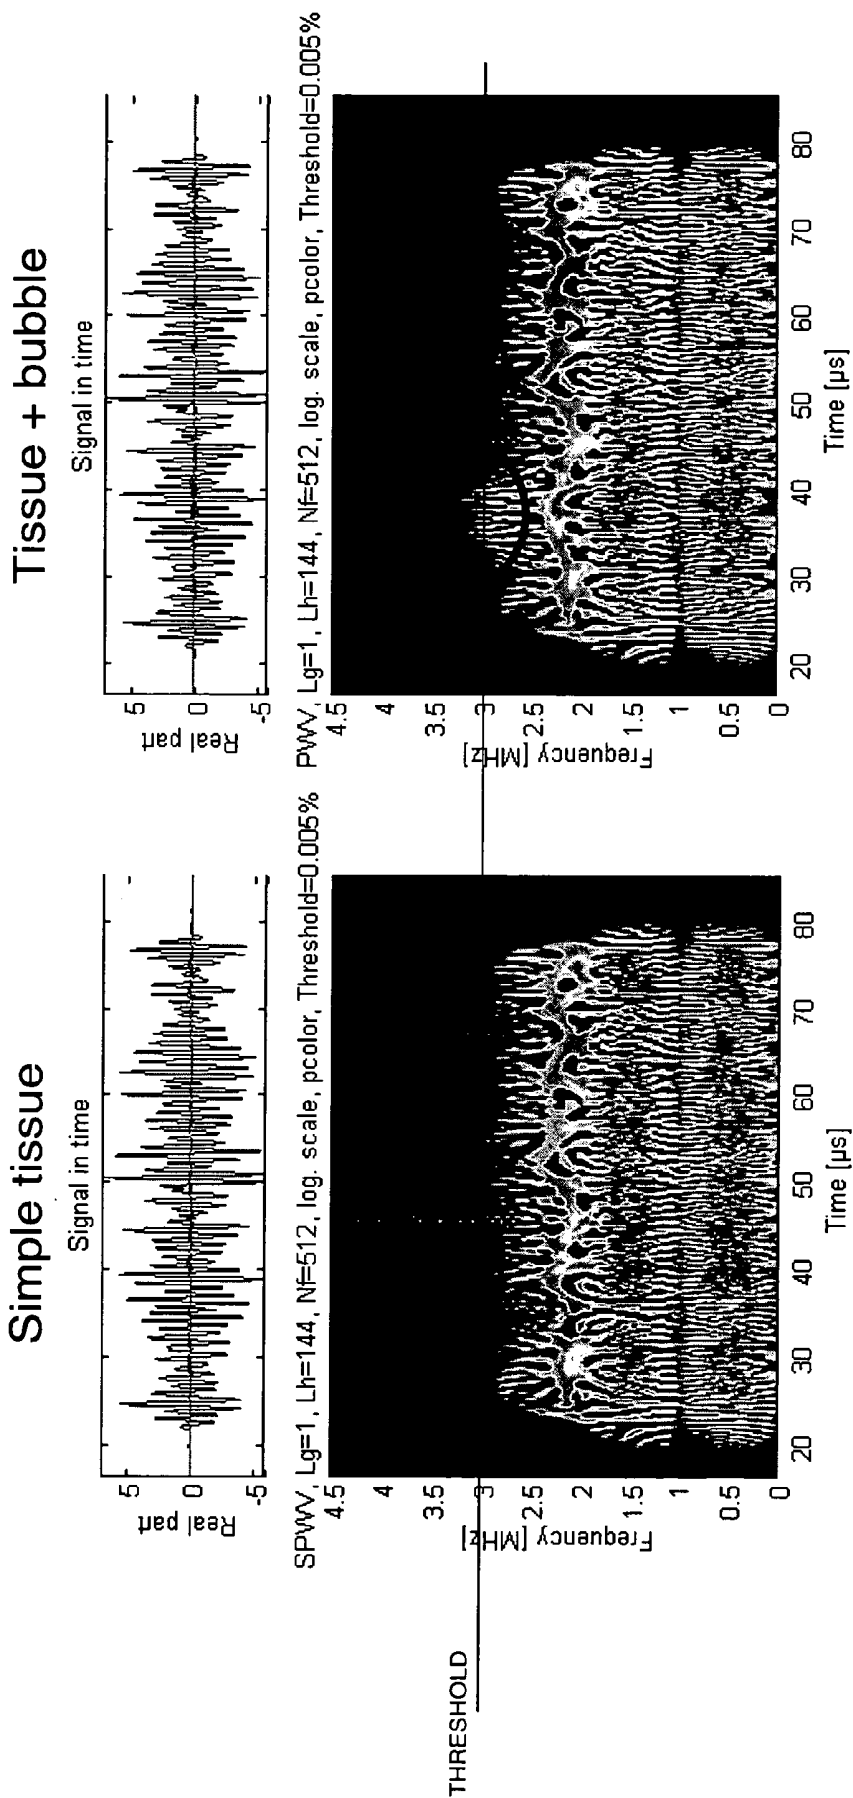 Simple tissue
Signal in time
5
0
-5
Real part
SPWV, Lg=1, Lh=144, Nf=512, log. scale, pcolor, Threshold=0.005%
4.5
4
3.5
3
2.5
2
1.5
1
0.5
0
Frequency [MHz]
20 30 40 50 60 70 80
Time [µs]
THRESHOLD
Tissue + bubble
Signal in time
5
0
-5
Real part
PWV, Lg=1, Lh=144, Nf=512, log. scale, pcolor, Threshold=0.005%
4.5
4
3.5
3
2.5
2
1.5
1
0.5
0
Frequency [MHz]
20 30 40 50 60 70 80
Time [µs]